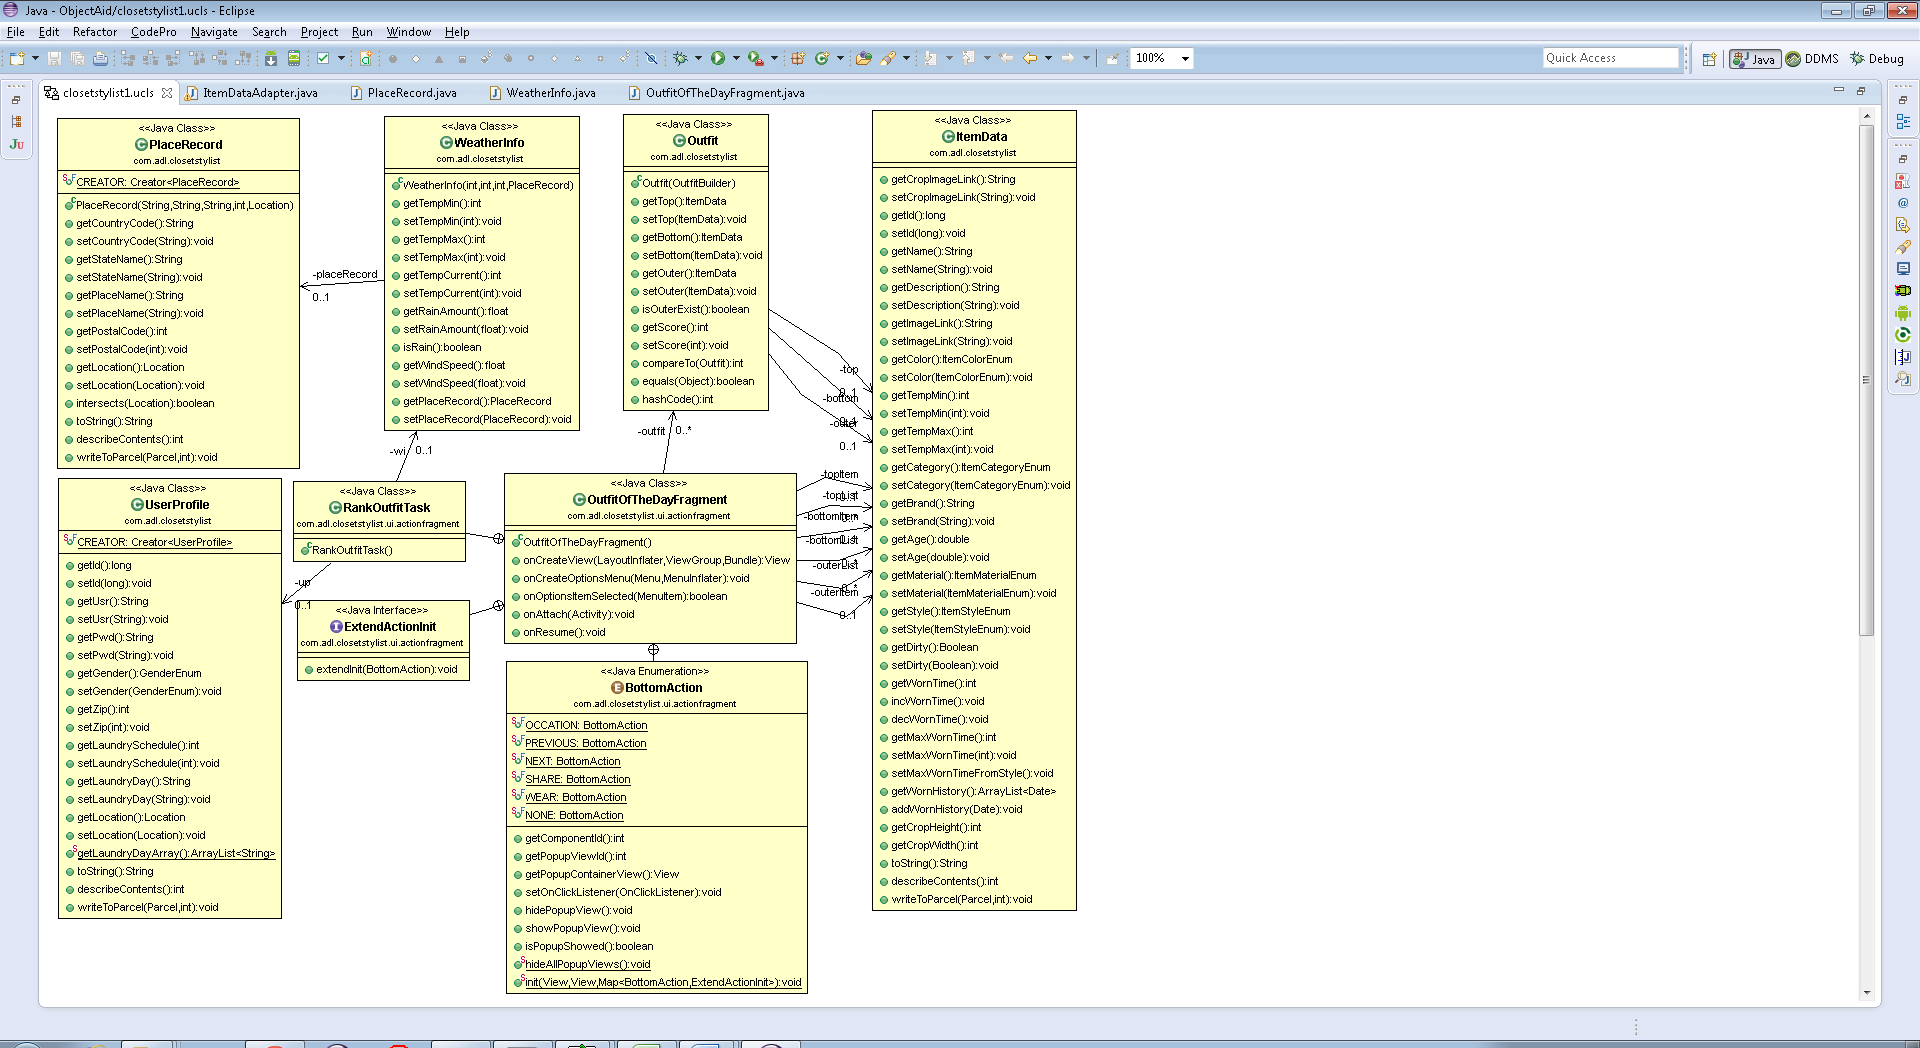 Java - ObjectAid/closetstylist1.ucls - Eclipse
File Edit Refactor CodePro Navigate Search Project Run Window Help
100%
Quick Access
Java
DDMS
Debug
closetstylist1.ucls
ItemDataAdapter.java
PlaceRecord.java
WeatherInfo.java
OutfitOfTheDayFragment.java
<<Java Class>>
PlaceRecord
com.adl.closetstylist
CREATOR: Creator<PlaceRecord>
PlaceRecord(String,String,String,int,Location)
getCountryCode():String
setCountryCode(String):void
getStateName():String
setStateName(String):void
getPlaceName():String
setPlaceName(String):void
getPostalCode():int
setPostalCode(int):void
getLocation():Location
setLocation(Location):void
intersects(Location):boolean
toString():String
describeContents():int
writeToParcel(Parcel,int):void
-placeRecord
0..1
<<Java Class>>
WeatherInfo
com.adl.closetstylist
WeatherInfo(int,int,int,PlaceRecord)
getTempMin():int
setTempMin(int):void
getTempMax():int
setTempMax(int):void
getTempCurrent():int
setTempCurrent(int):void
getRainAmount():float
setRainAmount(float):void
isRain():boolean
getWindSpeed():float
setWindSpeed(float):void
getPlaceRecord():PlaceRecord
setPlaceRecord(PlaceRecord):void
-wi
0..1
<<Java Class>>
Outfit
com.adl.closetstylist
Outfit(OutfitBuilder)
getTop():ItemData
setTop(ItemData):void
getBottom():ItemData
setBottom(ItemData):void
getOuter():ItemData
setOuter(ItemData):void
isOuterExist():boolean
getScore():int
setScore(int):void
compareTo(Outfit):int
equals(Object):boolean
hashCode():int
-outfit
0..*
-top
0..1
-bottom
0..1
-outer
0..1
<<Java Class>>
ItemData
com.adl.closetstylist
getCropImageLink():String
setCropImageLink(String):void
getId():long
setId(long):void
getName():String
setName(String):void
getDescription():String
setDescription(String):void
getImageLink():String
setImageLink(String):void
getColor():ItemColorEnum
setColor(ItemColorEnum):void
getTempMin():int
setTempMin(int):void
getTempMax():int
setTempMax(int):void
getCategory():ItemCategoryEnum
setCategory(ItemCategoryEnum):void
getBrand():String
setBrand(String):void
getAge():double
setAge(double):void
getMaterial():ItemMaterialEnum
setMaterial(ItemMaterialEnum):void
getStyle():ItemStyleEnum
setStyle(ItemStyleEnum):void
getDirty():Boolean
setDirty(Boolean):void
getWornTime():int
incWornTime():void
decWornTime():void
getMaxWornTime():int
setMaxWornTime(int):void
setMaxWornTimeFromStyle():void
getWornHistory():ArrayList<Date>
addWornHistory(Date):void
getCropHeight():int
getCropWidth():int
toString():String
describeContents():int
writeToParcel(Parcel,int):void
<<Java Class>>
UserProfile
com.adl.closetstylist
CREATOR: Creator<UserProfile>
getId():long
setId(long):void
getUsr():String
setUsr(String):void
getPwd():String
setPwd(String):void
getGender():GenderEnum
setGender(GenderEnum):void
getZip():int
setZip(int):void
getLaundrySchedule():int
setLaundrySchedule(int):void
getLaundryDay():String
setLaundryDay(String):void
getLocation():Location
setLocation(Location):void
getLaundryDayArray():ArrayList<String>
toString():String
describeContents():int
writeToParcel(Parcel,int):void
<<Java Class>>
RankOutfitTask
com.adl.closetstylist.ui.actionfragment
RankOutfitTask()
-up
0..1
<<Java Interface>>
ExtendActionInit
com.adl.closetstylist.ui.actionfragment
extendInit(BottomAction):void
<<Java Class>>
OutfitOfTheDayFragment
com.adl.closetstylist.ui.actionfragment
OutfitOfTheDayFragment()
onCreateView(LayoutInflater,ViewGroup,Bundle):View
onCreateOptionsMenu(Menu,MenuInflater):void
onOptionsItemSelected(MenuItem):boolean
onAttach(Activity):void
onResume():void
-topItem
-topList
-bottomItem
-bottomList
-outerList
0..*
-outerItem
0..1
<<Java Enumeration>>
BottomAction
com.adl.closetstylist.ui.actionfragment
OCCATION: BottomAction
PREVIOUS: BottomAction
NEXT: BottomAction
SHARE: BottomAction
WEAR: BottomAction
NONE: BottomAction
getComponentId():int
getPopupViewId():int
getPopupContainerView():View
setOnClickListener(OnClickListener):void
hidePopupView():void
showPopupView():void
isPopupShowed():boolean
hideAllPopupViews():void
init(View,View,Map<BottomAction,ExtendActionInit>):void